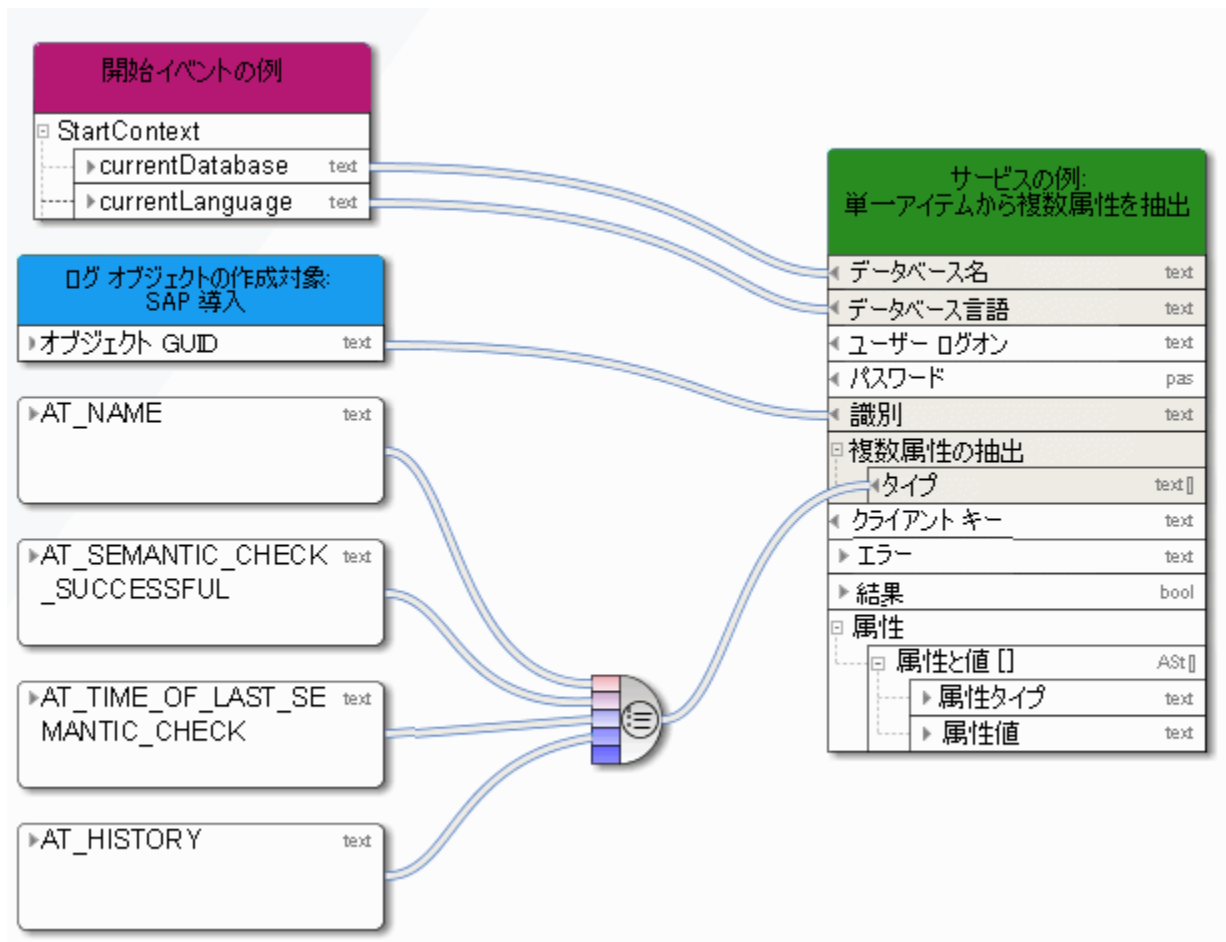 開始イベントの例
StartContext
currentDatabase text
currentLanguage text
ログ オブジェクトの作成対象:
SAP 導入
オブジェクト GUID text
AT_NAME text
AT_SEMANTIC_CHECK text
_SUCCESSFUL
AT_TIME_OF_LAST_SE text
MANTIC_CHECK
AT_HISTORY text
サービスの例:
単一アイテムから複数属性を抽出
データベース名 text
データベース言語 text
ユーザー ログオン text
パスワード pas
識別 text
複数属性の抽出
タイプ text[]
クライアント キー text
エラー text
結果 bool
属性
属性と値 [] ASt[]
属性タイプ text
属性値 text